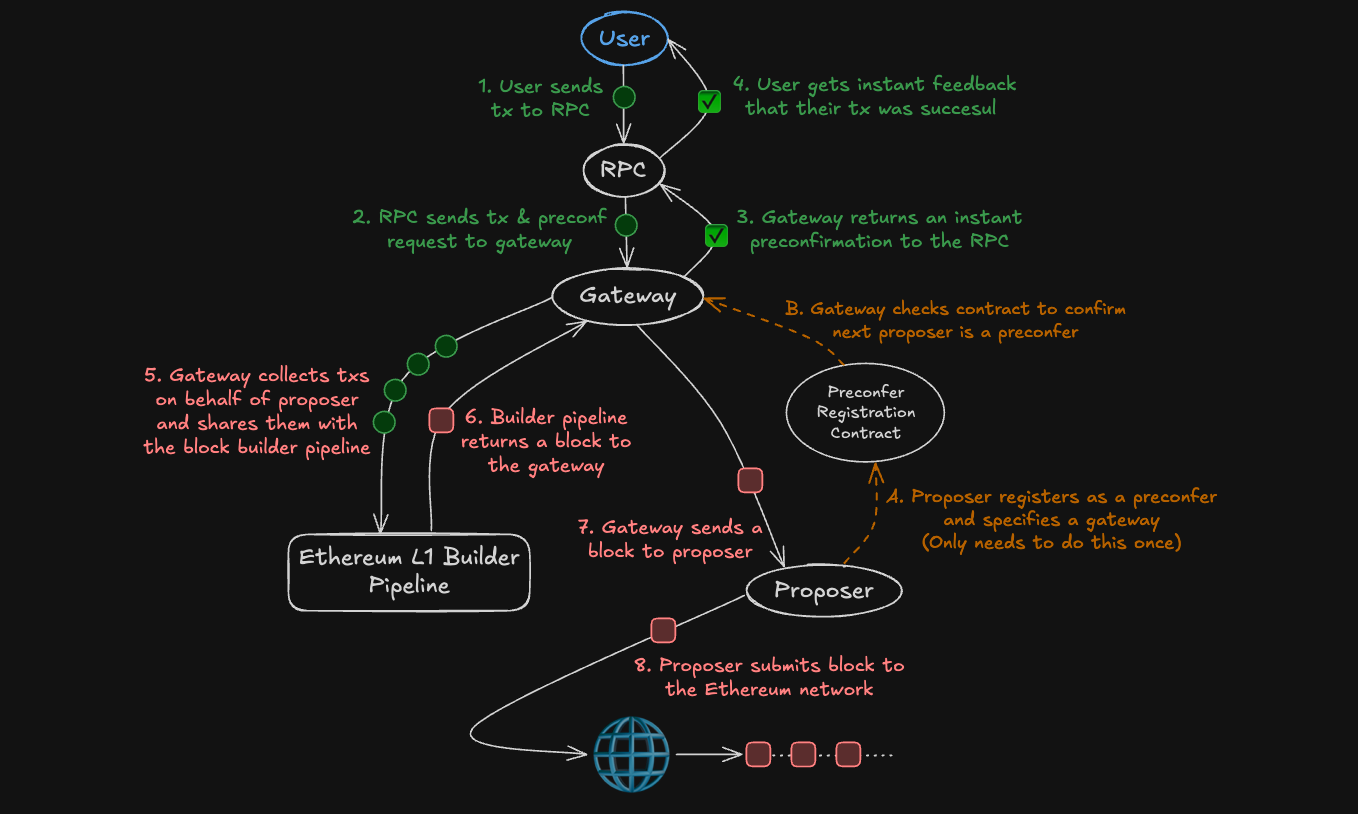 User
1. User sends
tx to RPC
4. User gets instant feedback
that their tx was succesul
RPC
2. RPC sends tx & preconf
request to gateway
3. Gateway returns an instant
preconfirmation to the RPC
Gateway
B. Gateway checks contract to confirm
next proposer is a preconfer
5. Gateway collects txs
on behalf of proposer
and shares them with
the block builder pipeline
6. Builder pipeline
returns a block to
the gateway
Preconfer
Registration
Contract
A. Proposer registers as a preconfer
and specifies a gateway
(Only needs to do this once)
7. Gateway sends a
block to proposer
Ethereum L1 Builder
Pipeline
Proposer
8. Proposer submits block to
the Ethereum network